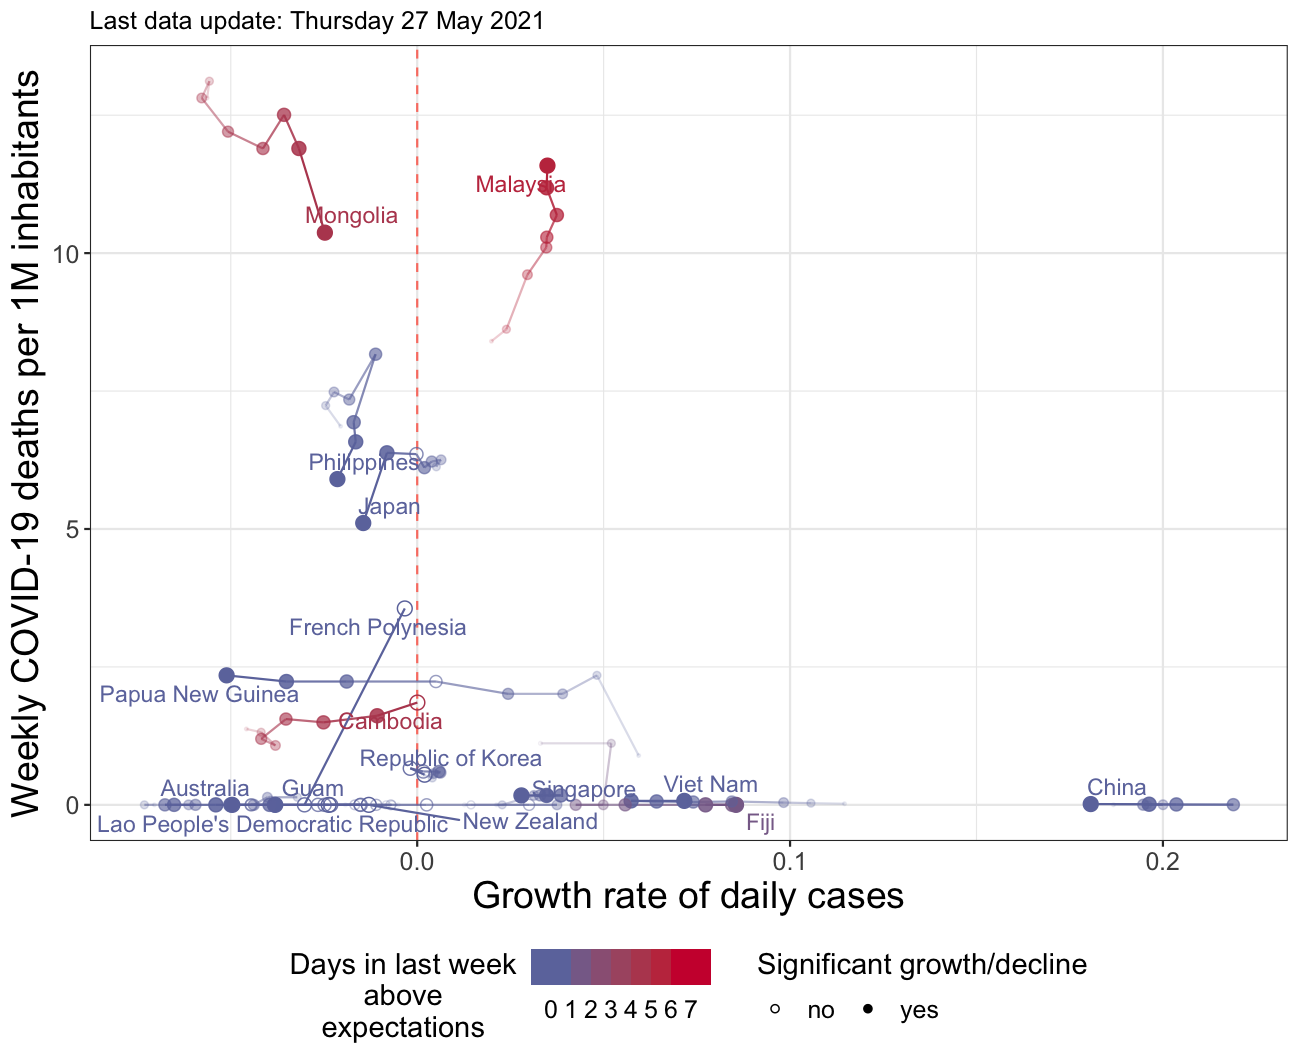 Last data update: Thursday 27 May 2021
Weekly COVID-19 deaths per 1M inhabitants
10
5
0
Malaysia
Mongolia
Philippines
Japan
French Polynesia
Papua New Guinea
Cambodia
Republic of Korea
Australia
Guam
Singapore
Viet Nam
China
Lao People's Democratic Republic
New Zealand
Fiji
0.0
0.1
0.2
Growth rate of daily cases
Days in last week
above
expectations
0 1 2 3 4 5 6 7
Significant growth/decline
no
yes